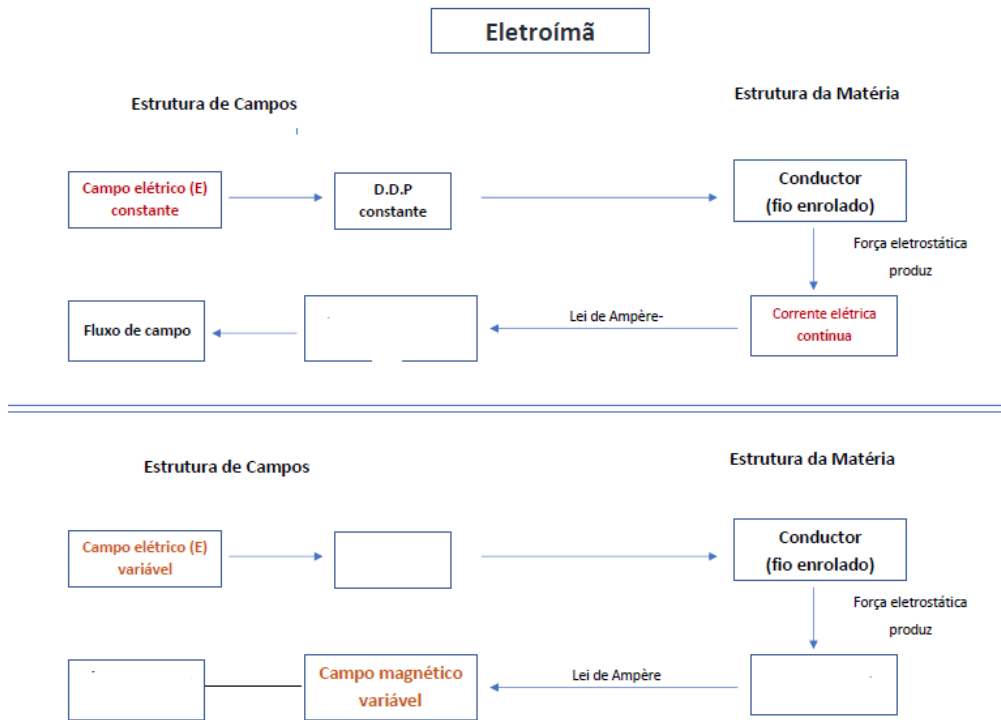 Eletroímã
Estrutura de Campos
Estrutura da Matéria
Campo elétrico (E)
constante
D.D.P
constante
Conductor
(fio enrolado)
Força eletrostática
produz
Fluxo de campo
Lei de Ampère-
Corrente elétrica
contínua
Estrutura de Campos
Estrutura da Matéria
Campo elétrico (E)
variável
Conductor
(fio enrolado)
Força eletrostática
produz
Campo magnético
variável
Lei de Ampère